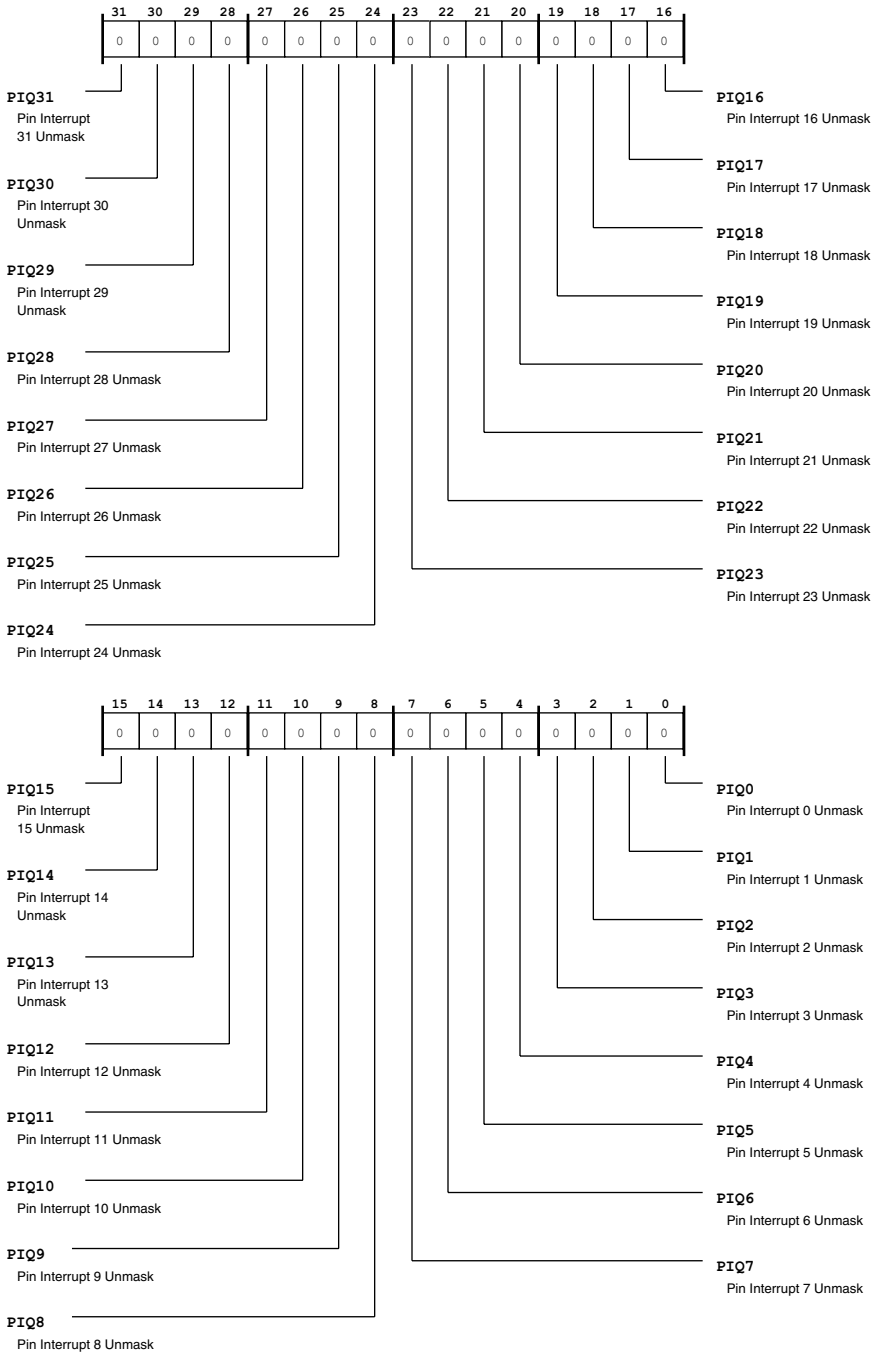 31 30 29 28 27 26 25 24 23 22 21 20 19 18 17 16
0 0 0 0 0 0 0 0 0 0 0 0 0 0 0 0
PIQ31
Pin Interrupt
31 Unmask
PIQ30
Pin Interrupt 30
Unmask
PIQ29
Pin Interrupt 29
Unmask
PIQ28
Pin Interrupt 28 Unmask
PIQ27
Pin Interrupt 27 Unmask
PIQ26
Pin Interrupt 26 Unmask
PIQ25
Pin Interrupt 25 Unmask
PIQ24
Pin Interrupt 24 Unmask
PIQ16
Pin Interrupt 16 Unmask
PIQ17
Pin Interrupt 17 Unmask
PIQ18
Pin Interrupt 18 Unmask
PIQ19
Pin Interrupt 19 Unmask
PIQ20
Pin Interrupt 20 Unmask
PIQ21
Pin Interrupt 21 Unmask
PIQ22
Pin Interrupt 22 Unmask
PIQ23
Pin Interrupt 23 Unmask
15 14 13 12 11 10 9 8 7 6 5 4 3 2 1 0
0 0 0 0 0 0 0 0 0 0 0 0 0 0 0 0
PIQ15
Pin Interrupt
15 Unmask
PIQ14
Pin Interrupt 14
Unmask
PIQ13
Pin Interrupt 13
Unmask
PIQ12
Pin Interrupt 12 Unmask
PIQ11
Pin Interrupt 11 Unmask
PIQ10
Pin Interrupt 10 Unmask
PIQ9
Pin Interrupt 9 Unmask
PIQ8
Pin Interrupt 8 Unmask
PIQ0
Pin Interrupt 0 Unmask
PIQ1
Pin Interrupt 1 Unmask
PIQ2
Pin Interrupt 2 Unmask
PIQ3
Pin Interrupt 3 Unmask
PIQ4
Pin Interrupt 4 Unmask
PIQ5
Pin Interrupt 5 Unmask
PIQ6
Pin Interrupt 6 Unmask
PIQ7
Pin Interrupt 7 Unmask